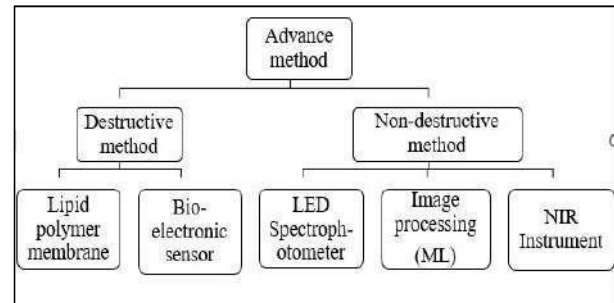 Advance
method
Destructive
method
Non-destructive
method
Lipid
polymer
membrane
Bio-
electronic
sensor
LED
Spectroph-
otometer
Image
processing
(ML)
NIR
Instrument